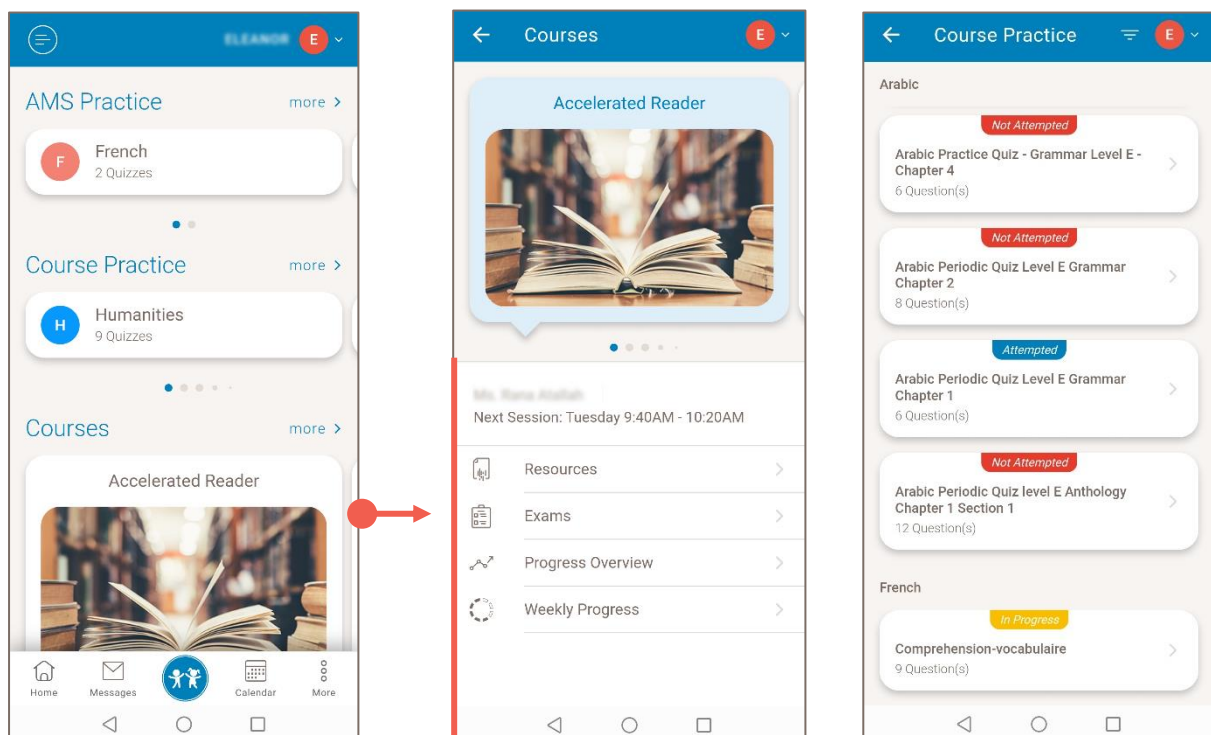 ELEANOR E
AMS Practice more >
F
French
2 Quizzes
Course Practice more >
H
Humanities
9 Quizzes
Courses more >
Accelerated Reader
Home Messages Calendar More
Courses E
Accelerated Reader
Next Session: Tuesday 9:40AM - 10:20AM
Resources
Exams
Progress Overview
Weekly Progress
Course Practice E
Arabic
Not Attempted
Arabic Practice Quiz - Grammar Level E -
Chapter 4
6 Question(s)
Not Attempted
Arabic Periodic Quiz Level E Grammar
Chapter 2
8 Question(s)
Attempted
Arabic Periodic Quiz Level E Grammar
Chapter 1
6 Question(s)
Not Attempted
Arabic Periodic Quiz level E Anthology
Chapter 1 Section 1
12 Question(s)
French
In Progress
Comprehension-vocabulaire
9 Question(s)